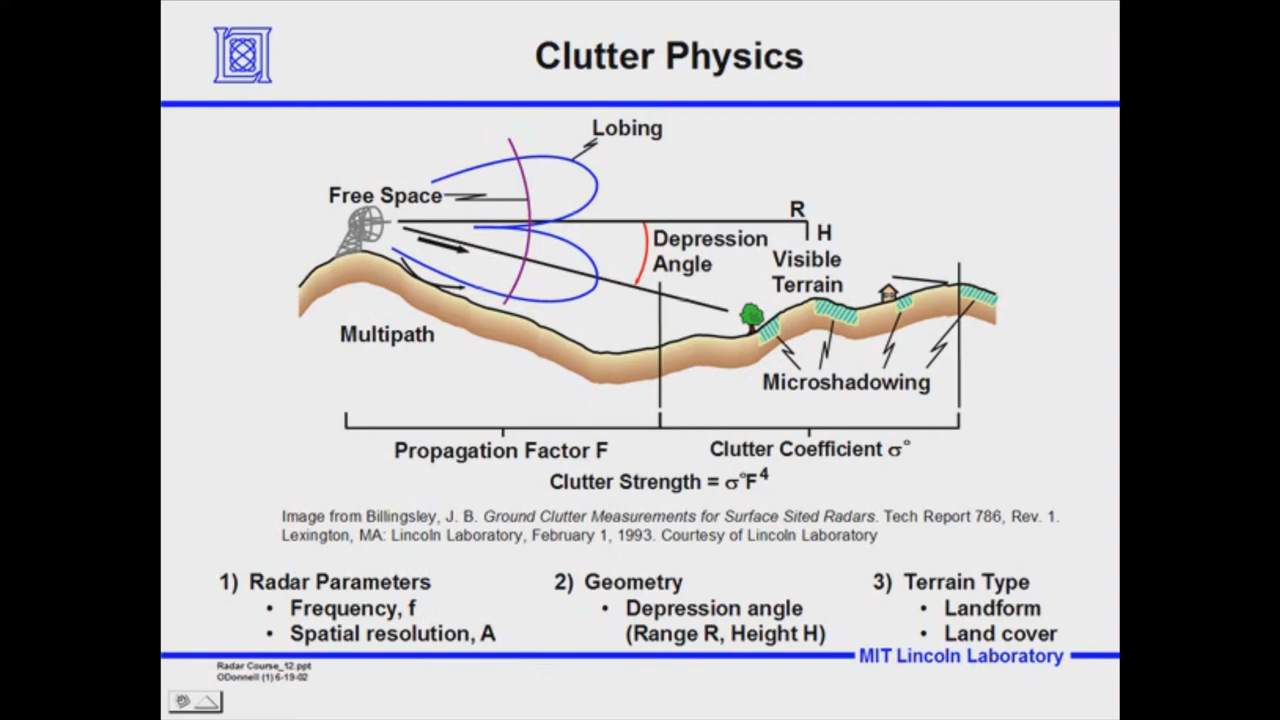 Clutter Physics
Lobing
Free Space
R
H
Depression
Angle
Visible
Terrain
Multipath
Microshadowing
Propagation Factor F
Clutter Coefficient σ°
Clutter Strength = σ°F⁴
Image from Billingsley, J. B. Ground Clutter Measurements for Surface Sited Radars. Tech Report 786, Rev. 1.
Lexington, MA: Lincoln Laboratory, February 1, 1993. Courtesy of Lincoln Laboratory
1) Radar Parameters
• Frequency, f
• Spatial resolution, A
2) Geometry
• Depression angle
(Range R, Height H)
3) Terrain Type
• Landform
• Land cover
MIT Lincoln Laboratory
Radar Course_12.ppt
ODonnell (1) 6-19-02